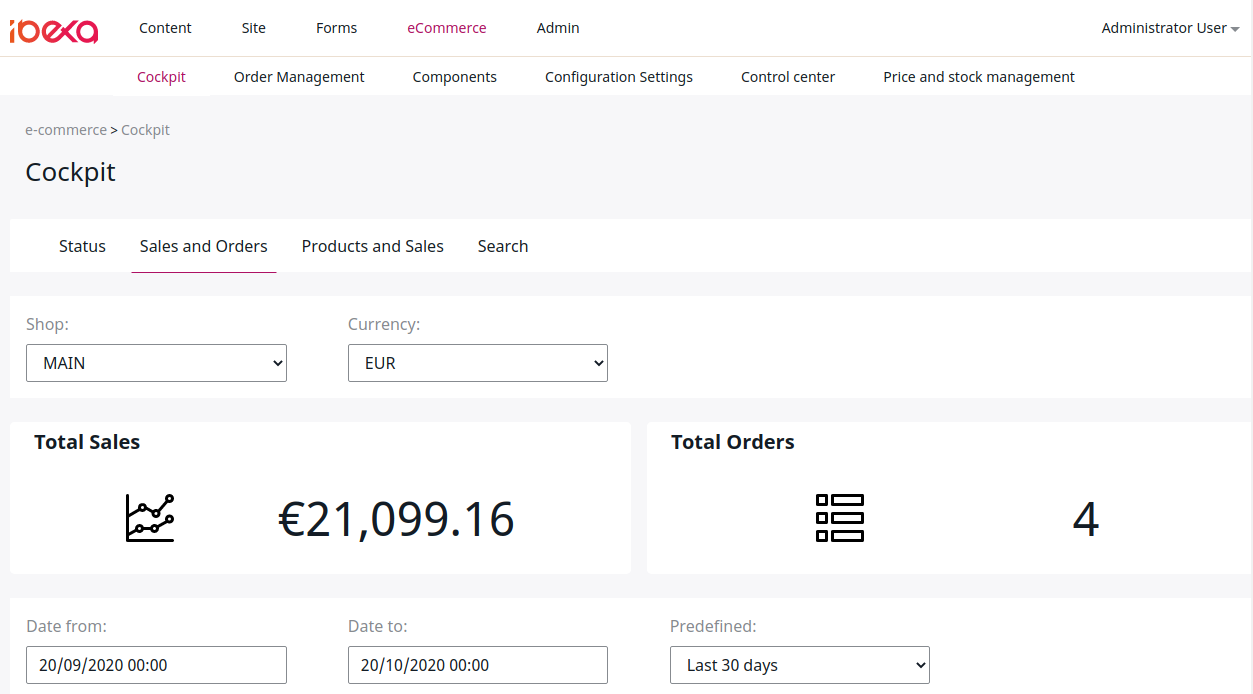 ibexa Content Site Forms eCommerce Admin Administrator User
Cockpit Order Management Components Configuration Settings Control center Price and stock management
e-commerce > Cockpit
Cockpit
Status Sales and Orders Products and Sales Search
Shop: Currency:
MAIN EUR
Total Sales Total Orders
€21,099.16 4
Date from: Date to: Predefined:
20/09/2020 00:00 20/10/2020 00:00 Last 30 days